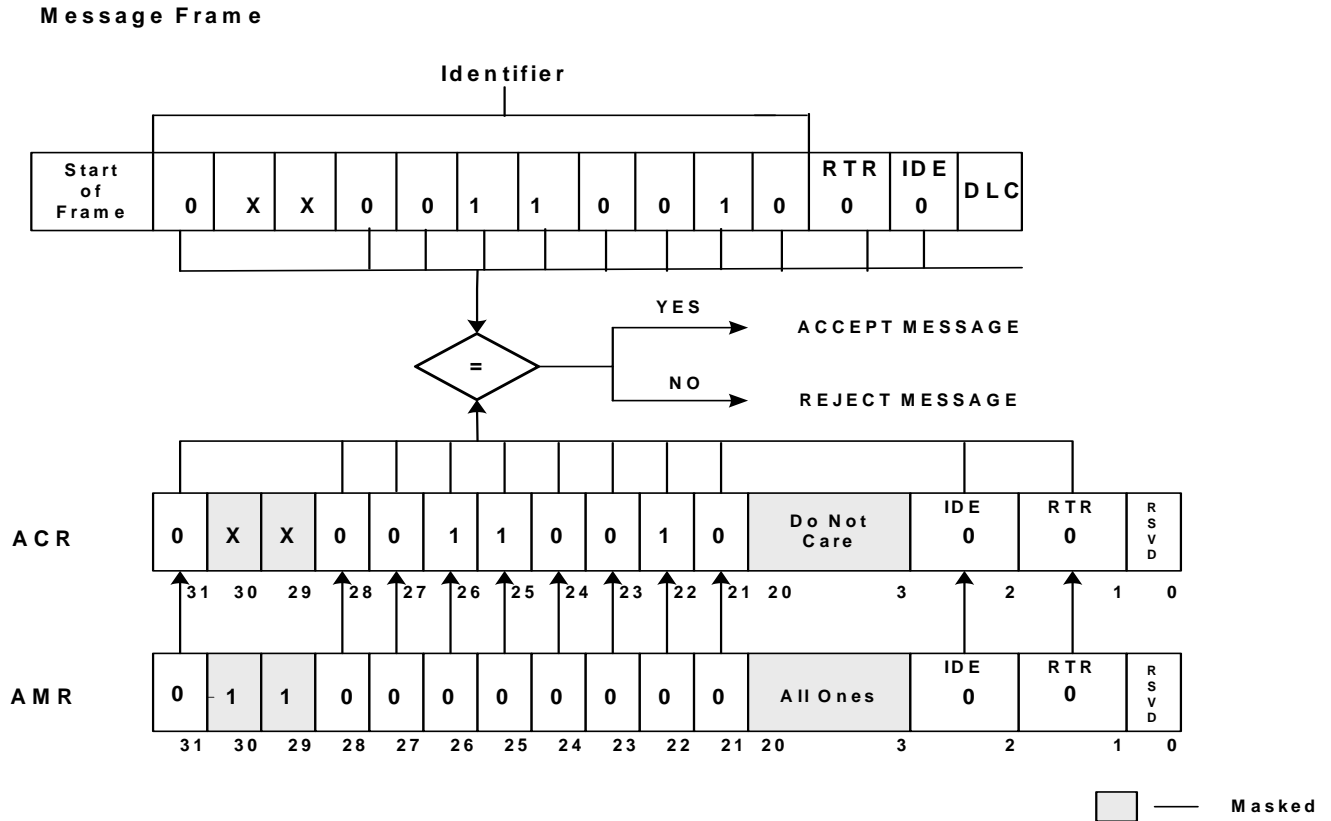 Message Frame
Identifier
Start of Frame 0 X X 0 0 1 1 0 0 1 0 RTR 0 IDE 0 DLC
YES
ACCEPT MESSAGE
=
NO
REJECT MESSAGE
ACR 0 X X 0 0 1 1 0 0 1 0 Do Not Care IDE 0 RTR 0 RSVD
31 30 29 28 27 26 25 24 23 22 21 20 3 2 1 0
AMR 0 1 1 0 0 0 0 0 0 0 0 All Ones IDE 0 RTR 0 RSVD
31 30 29 28 27 26 25 24 23 22 21 20 3 2 1 0
Masked